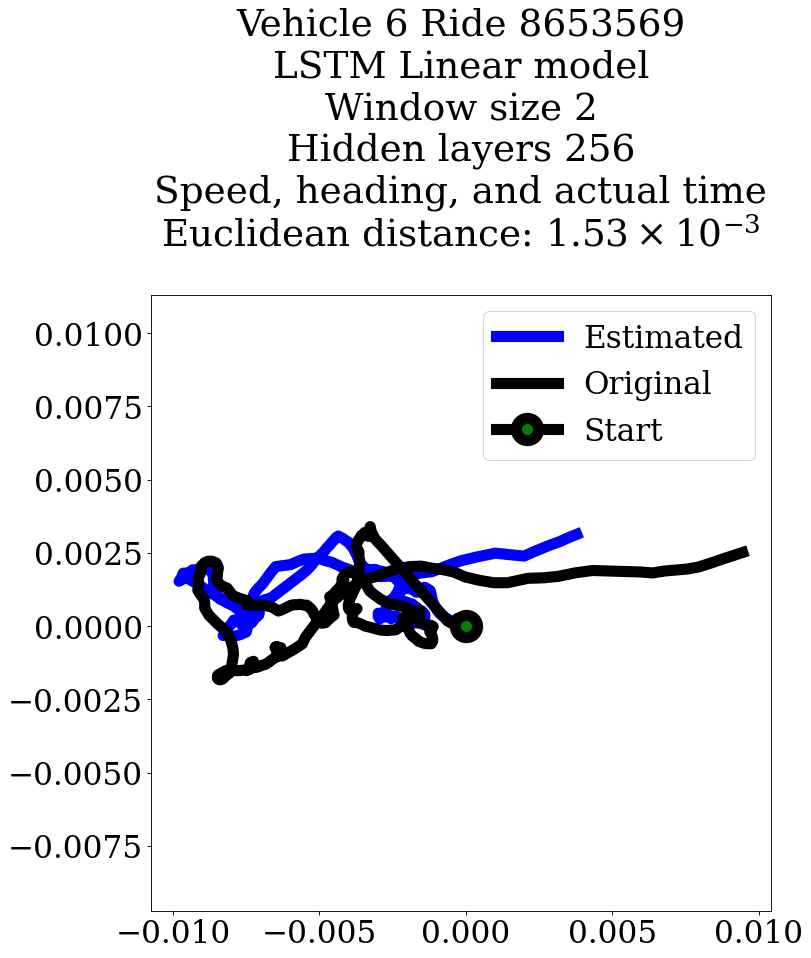 Vehicle 6 Ride 8653569
LSTM Linear model
Window size 2
Hidden layers 256
Speed, heading, and actual time
Euclidean distance: 1.53 × 10⁻³
Estimated
Original
Start
0.0100
0.0075
0.0050
0.0025
0.0000
−0.0025
−0.0050
−0.0075
−0.010 −0.005 0.000 0.005 0.010